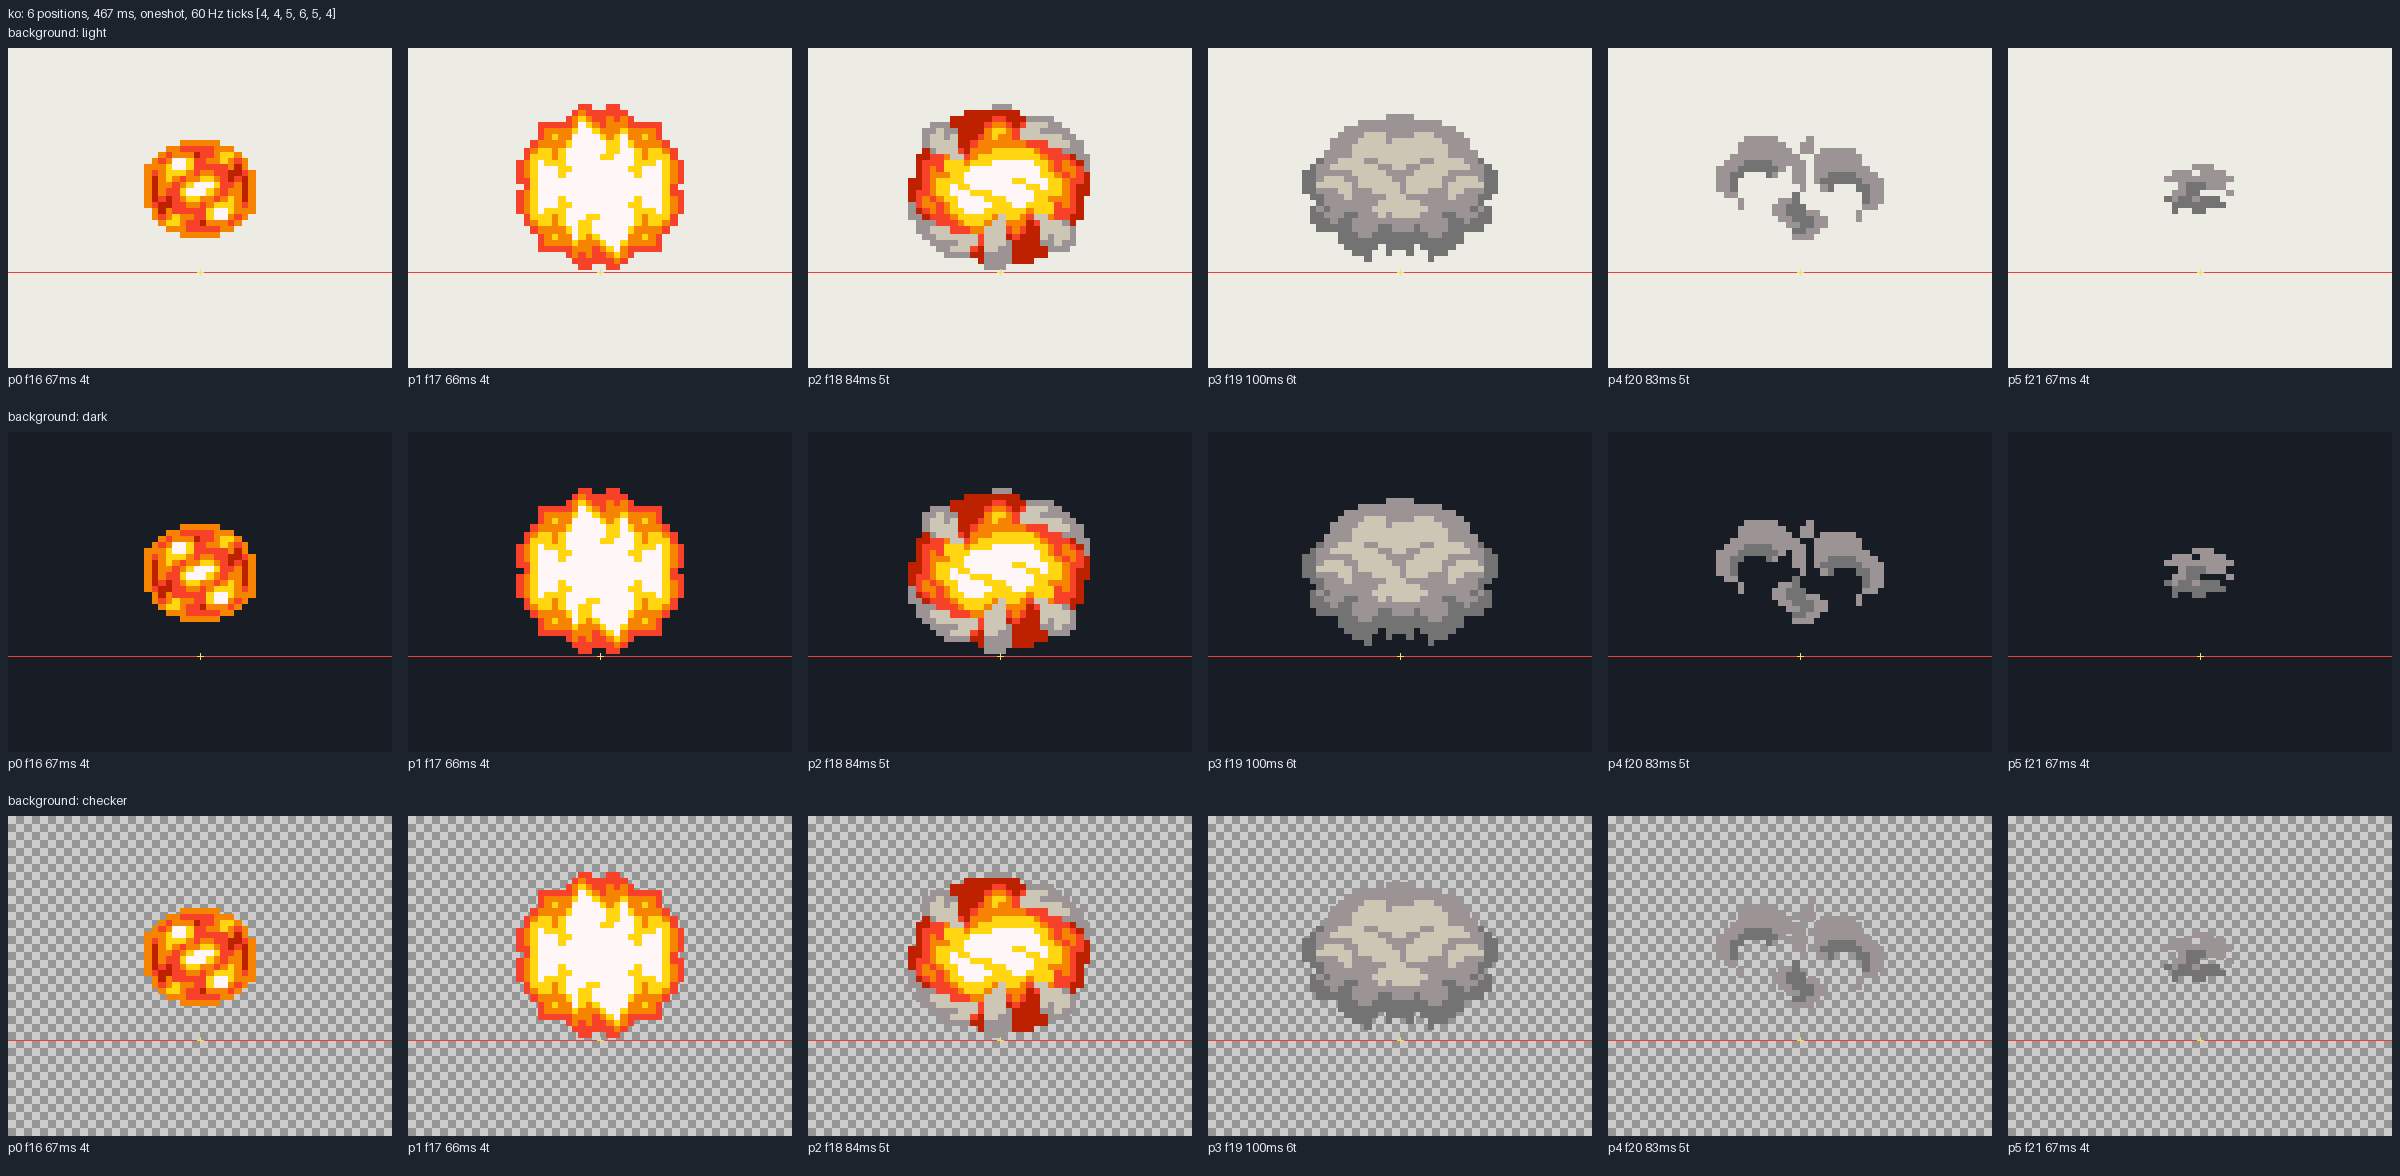 ko: 6 positions, 467 ms, oneshot, 60 Hz ticks [4, 4, 5, 6, 5, 4]
background: light
p0 f16 67ms 4t p1 f17 66ms 4t p2 f18 84ms 5t p3 f19 100ms 6t p4 f20 83ms 5t p5 f21 67ms 4t
background: dark
p0 f16 67ms 4t p1 f17 66ms 4t p2 f18 84ms 5t p3 f19 100ms 6t p4 f20 83ms 5t p5 f21 67ms 4t
background: checker
p0 f16 67ms 4t p1 f17 66ms 4t p2 f18 84ms 5t p3 f19 100ms 6t p4 f20 83ms 5t p5 f21 67ms 4t